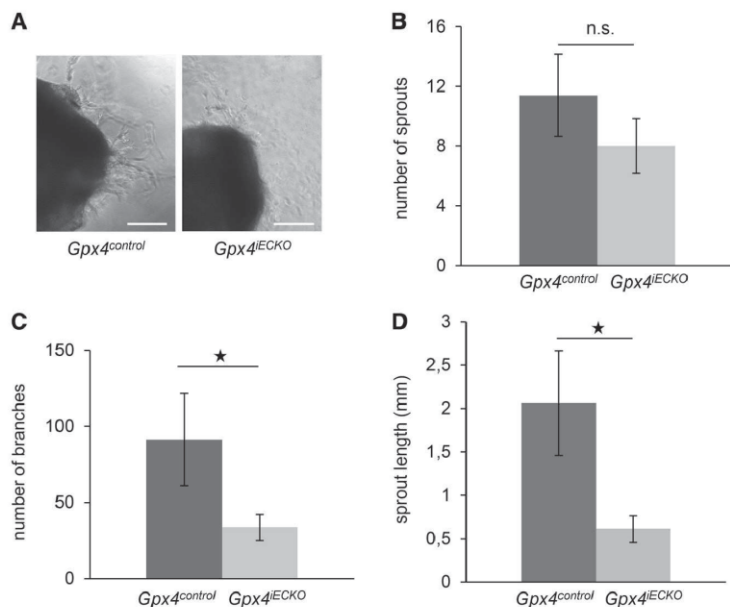 A
Gpx4control
Gpx4iECKO
B
n.s.
number of sprouts
16
12
8
4
0
Gpx4control
Gpx4iECKO
C
★
number of branches
150
100
50
0
Gpx4control
Gpx4iECKO
D
★
sprout length (mm)
3
2,5
2
1,5
1
0,5
0
Gpx4control
Gpx4iECKO